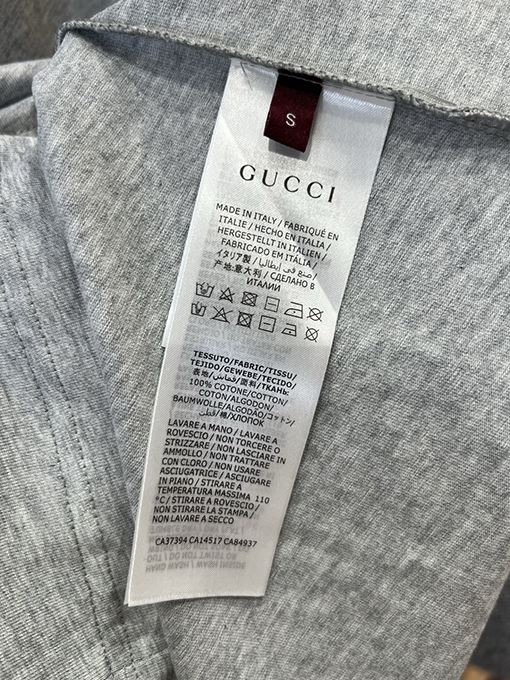 S
GUCCI
MADE IN ITALY / FABRIQUÉ EN
ITALIE / HECHO EN ITALIA /
HERGESTELLT IN ITALIEN /
FABRICADO EM ITÁLIA /
イタリア製 / صنع في إيطاليا /
产地:意大利 / СДЕЛАНО В
ИТАЛИИ
TESSUTO/FABRIC/TISSU/
TEJIDO/GEWEBE/TECIDO/
表地/قماش/面料/ТКАНЬ:
100% COTONE/COTTON/
COTON/ALGODON/
BAUMWOLLE/ALGODÃO/コットン/
قطن/棉/ХЛОПОК
LAVARE A MANO / LAVARE A
ROVESCIO / NON TORCERE O
STRIZZARE / NON LASCIARE IN
AMMOLLO / NON TRATTARE
CON CLORO / NON USARE
ASCIUGATRICE / ASCIUGARE
IN PIANO / STIRARE A
TEMPERATURA MASSIMA 110
°C / STIRARE A ROVESCIO /
NON STIRARE LA STAMPA /
NON LAVARE A SECCO
CA37394 CA14517 CA84937